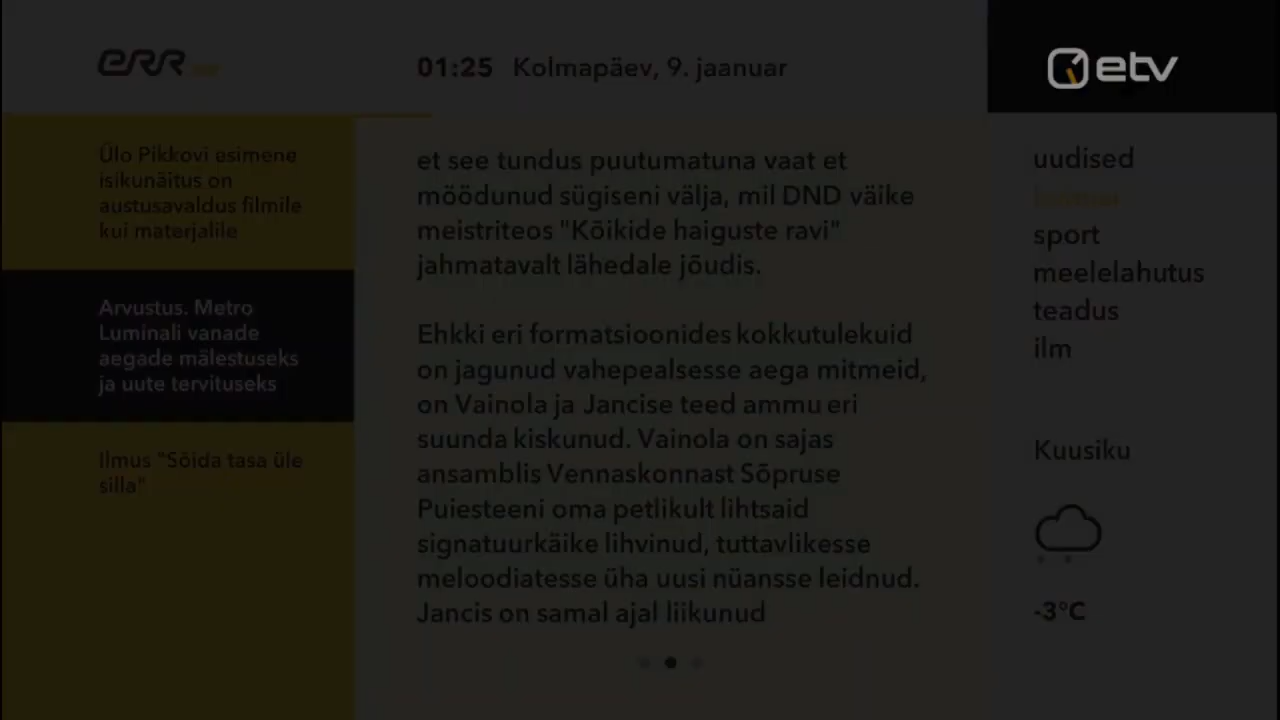 err
01:25 Kolmapäev, 9. jaanuar
etv
Ülo Pikkovi esimene
isikunäitus on
austusavaldus filmile
kui materjalile
Arvustus. Metro
Luminali vanade
aegade mälestuseks
ja uute tervituseks
Ilmus "Sõida tasa üle
silla"
et see tundus puutumatuna vaat et
möödunud sügiseni välja, mil DND väike
meistriteos "Kõikide haiguste ravi"
jahmatavalt lähedale jõudis.
Ehkki eri formatsioonides kokkutulekuid
on jagunud vahepealsesse aega mitmeid,
on Vainola ja Jancise teed ammu eri
suunda kiskunud. Vainola on sajas
ansamblis Vennaskonnast Sõpruse
Puiesteeni oma petlikult lihtsaid
signatuurkäike lihvinud, tuttavlikesse
meloodiatesse üha uusi nüansse leidnud.
Jancis on samal ajal liikunud
uudised
sport
meelelahutus
teadus
ilm
Kuusiku
-3°C